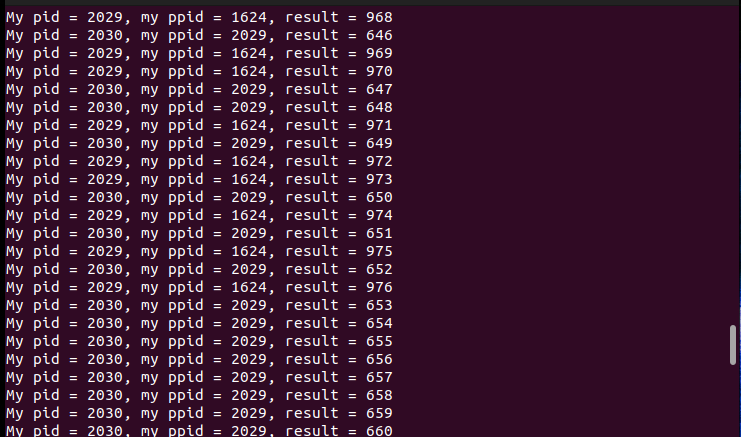 My pid = 2029, my ppid = 1624, result = 968
My pid = 2030, my ppid = 2029, result = 646
My pid = 2029, my ppid = 1624, result = 969
My pid = 2029, my ppid = 1624, result = 970
My pid = 2030, my ppid = 2029, result = 647
My pid = 2030, my ppid = 2029, result = 648
My pid = 2029, my ppid = 1624, result = 971
My pid = 2030, my ppid = 2029, result = 649
My pid = 2029, my ppid = 1624, result = 972
My pid = 2029, my ppid = 1624, result = 973
My pid = 2030, my ppid = 2029, result = 650
My pid = 2029, my ppid = 1624, result = 974
My pid = 2030, my ppid = 2029, result = 651
My pid = 2029, my ppid = 1624, result = 975
My pid = 2030, my ppid = 2029, result = 652
My pid = 2029, my ppid = 1624, result = 976
My pid = 2030, my ppid = 2029, result = 653
My pid = 2030, my ppid = 2029, result = 654
My pid = 2030, my ppid = 2029, result = 655
My pid = 2030, my ppid = 2029, result = 656
My pid = 2030, my ppid = 2029, result = 657
My pid = 2030, my ppid = 2029, result = 658
My pid = 2030, my ppid = 2029, result = 659
My pid = 2030, my ppid = 2029, result = 660